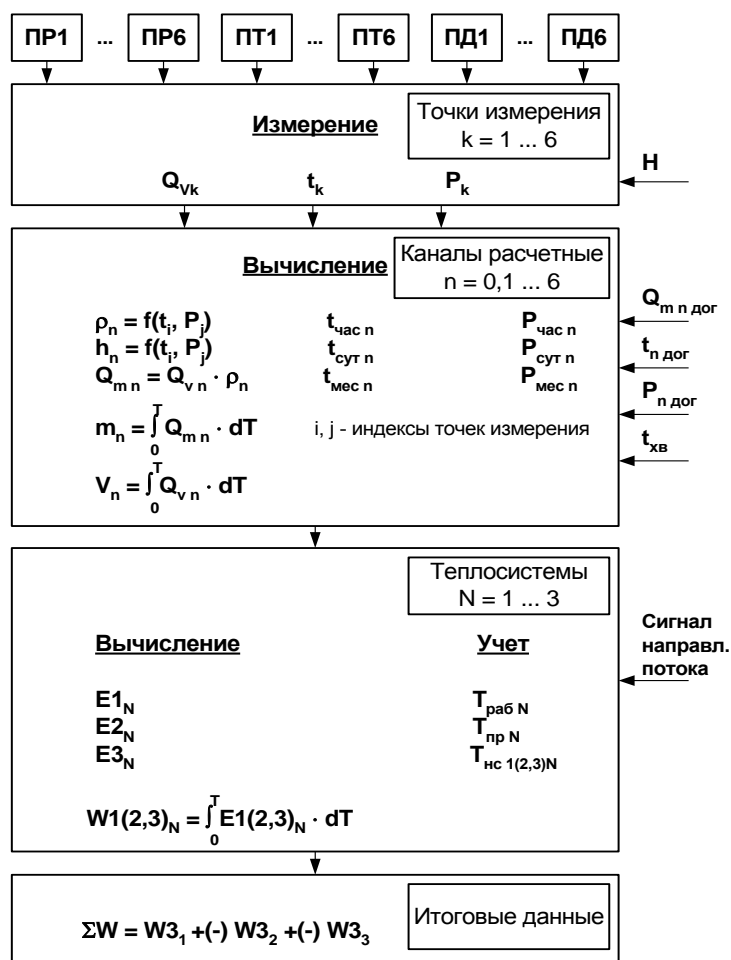 ПР1 ... ПР6 ПТ1 ... ПТ6 ПД1 ... ПД6
Измерение
Точки измерения
k = 1 ... 6
H
Q_Vk t_k P_k
Вычисление
Каналы расчетные
n = 0,1 ... 6
Q_m n дог
ρ_n = f(t_i, P_j) t_час n P_час n
h_n = f(t_i, P_j) t_сут n P_сут n
t_n дог
Q_m n = Q_v n · ρ_n t_мес n P_мес n
P_n дог
m_n = ∫_0^T Q_m n · dT i, j - индексы точек измерения
t_хв
V_n = ∫_0^T Q_v n · dT
Теплосистемы
N = 1 ... 3
Сигнал
направл.
потока
Вычисление Учет
E1_N T_раб N
E2_N T_пр N
E3_N T_нс 1(2,3)N
W1(2,3)_N = ∫_0^T E1(2,3)_N · dT
Итоговые данные
ΣW = W3_1 +(-) W3_2 +(-) W3_3